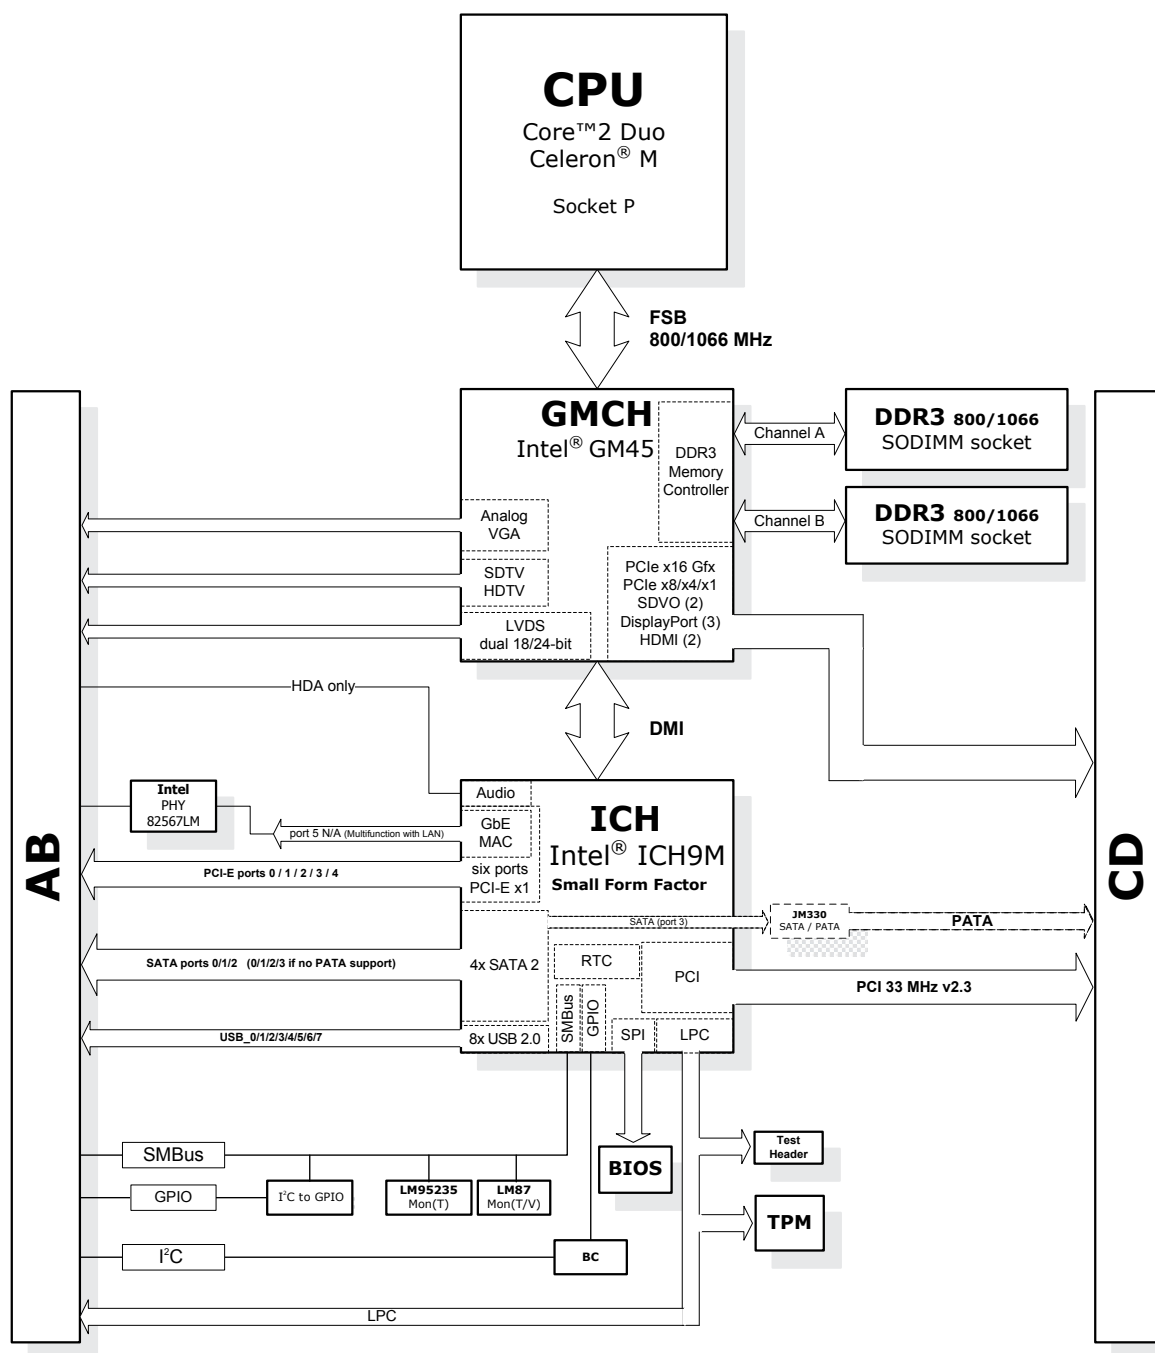 CPU
Core™2 Duo
Celeron® M
Socket P
FSB
800/1066 MHz
GMCH
Intel® GM45
DDR3
Memory
Controller
Channel A
DDR3 800/1066
SODIMM socket
Channel B
DDR3 800/1066
SODIMM socket
Analog
VGA
SDTV
HDTV
LVDS
dual 18/24-bit
PCIe x16 Gfx
PCIe x8/x4/x1
SDVO (2)
DisplayPort (3)
HDMI (2)
HDA only
DMI
AB
CD
Intel
PHY
82567LM
port 5 N/A (Multifunction with LAN)
Audio
GbE
MAC
six ports
PCI-E x1
ICH
Intel® ICH9M
Small Form Factor
PCI-E ports 0 / 1 / 2 / 3 / 4
SATA (port 3)
JM330
SATA / PATA
PATA
SATA ports 0/1/2 (0/1/2/3 if no PATA support)
4x SATA 2
RTC
PCI
PCI 33 MHz v2.3
USB_0/1/2/3/4/5/6/7
8x USB 2.0
SMBus
GPIO
SPI
LPC
SMBus
GPIO
I²C to GPIO
LM95235
Mon(T)
LM87
Mon(T/V)
BIOS
Test
Header
TPM
I²C
BC
LPC